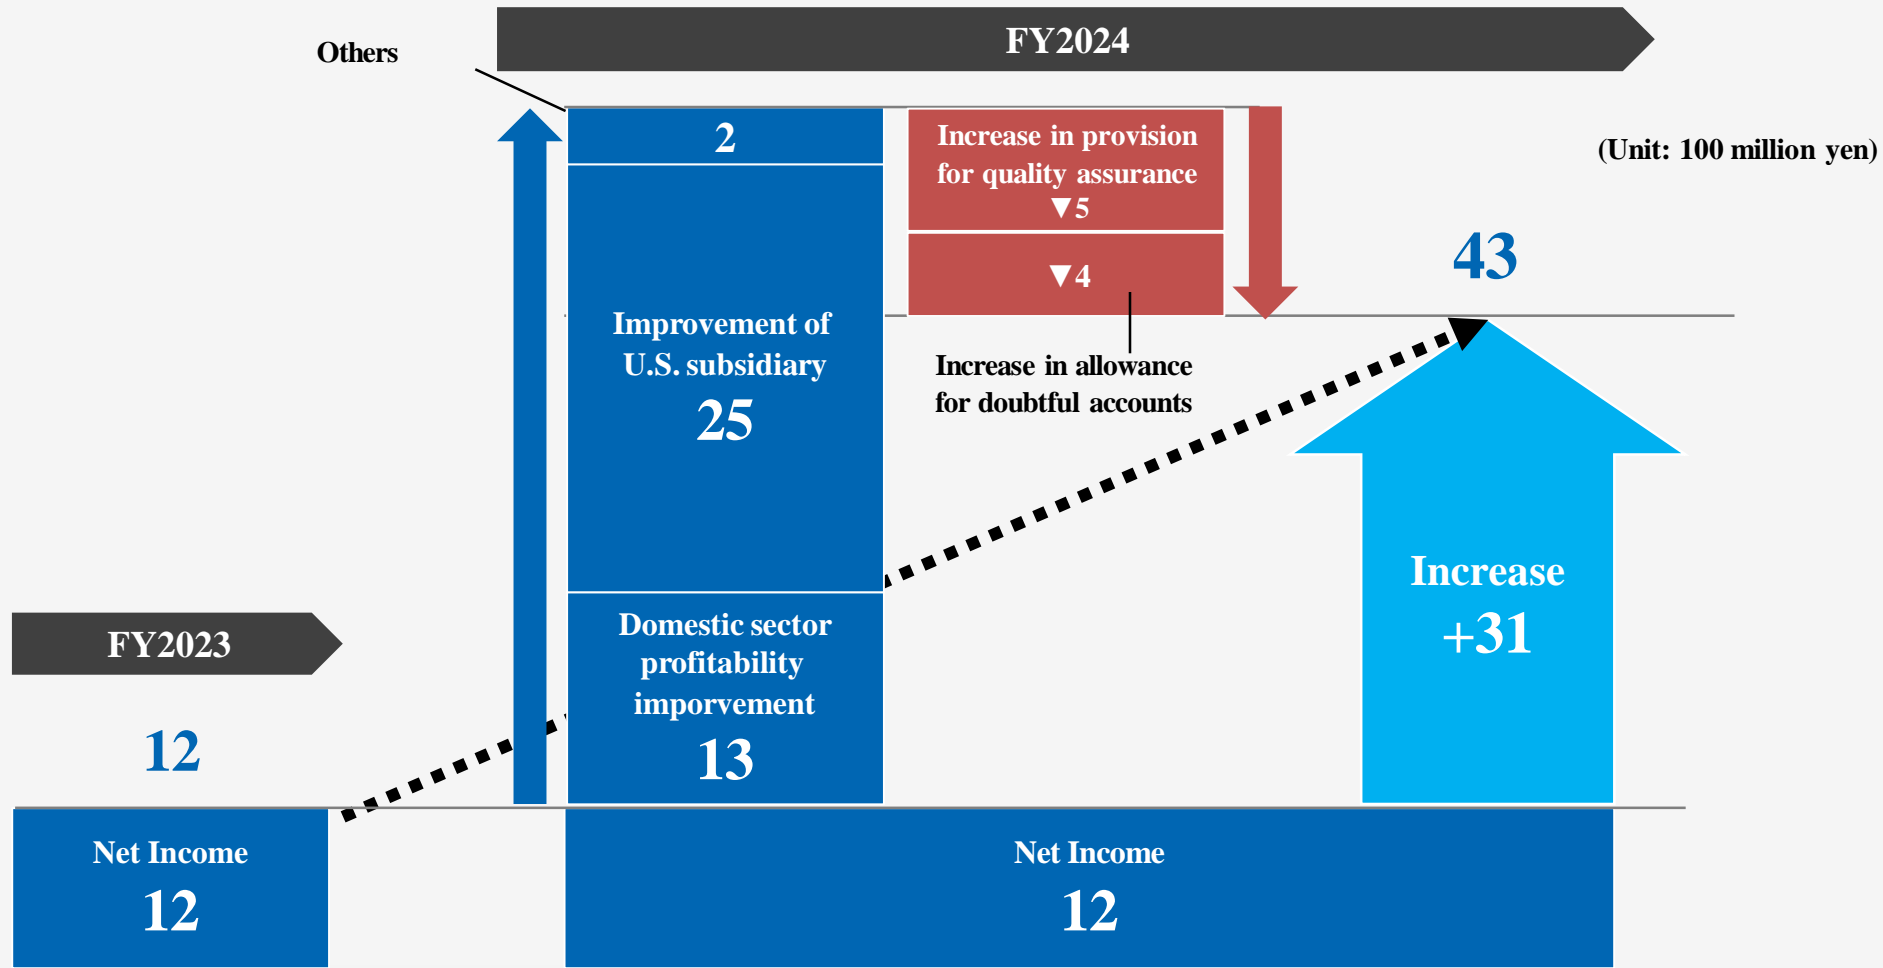 FY2024
Others
(Unit: 100 million yen)
2
Increase in provision
for quality assurance
▼5
▼4
Increase in allowance
for doubtful accounts
Improvement of
U.S. subsidiary
25
Domestic sector
profitability
imporvement
13
43
Increase
+31
FY2023
12
Net Income
12
Net Income
12